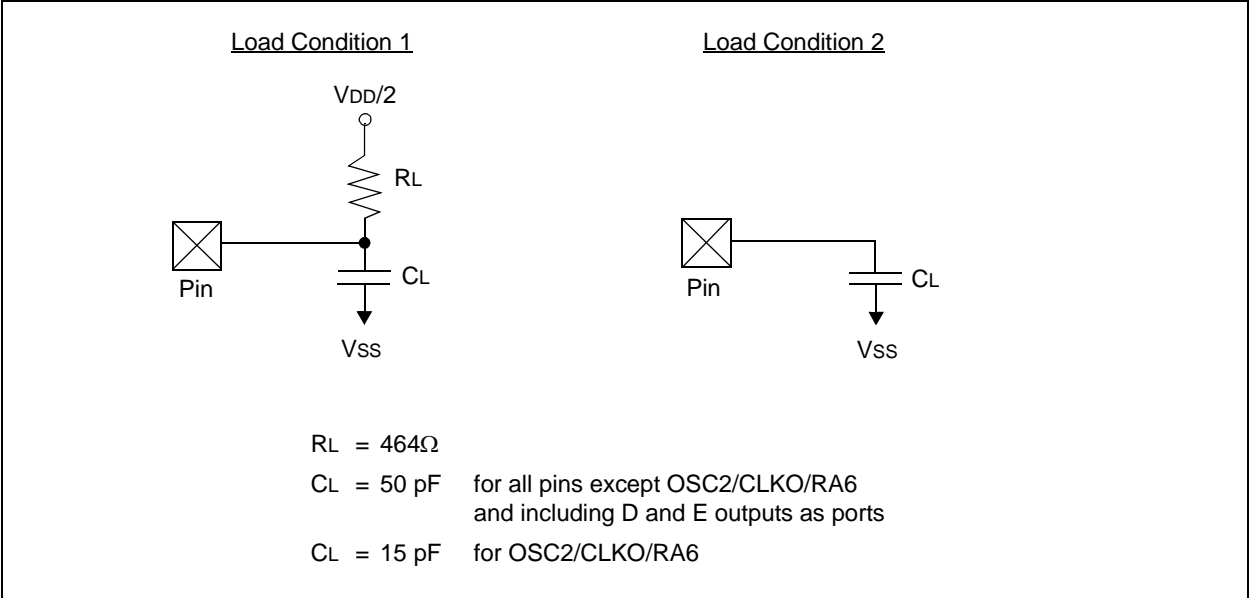 Load Condition 1
VDD/2
RL
Pin
CL
VSS
Load Condition 2
Pin
CL
VSS
RL = 464Ω
CL = 50 pF for all pins except OSC2/CLKO/RA6
and including D and E outputs as ports
CL = 15 pF for OSC2/CLKO/RA6